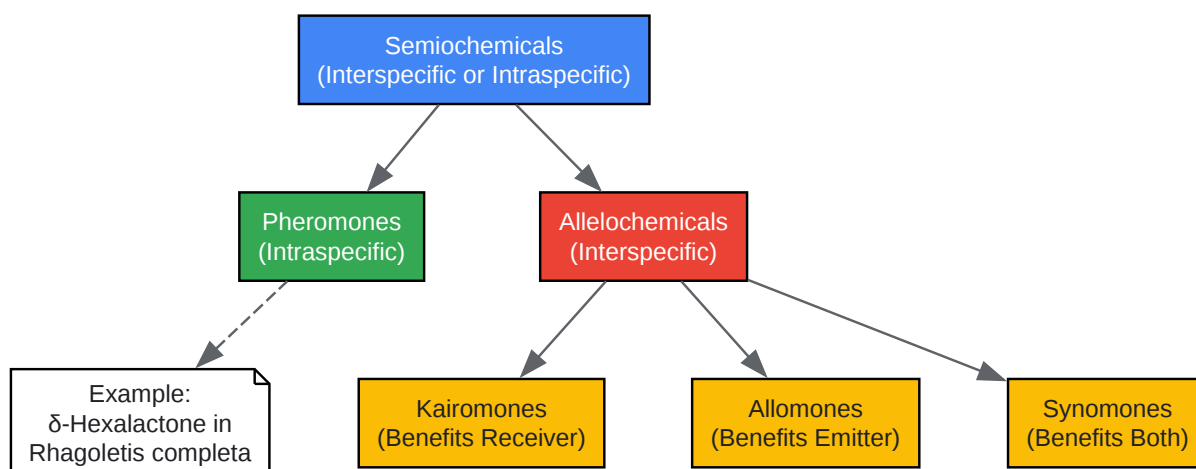 Semiochemicals
(Interspecific or Intraspecific)
Pheromones
(Intraspecific)
Allelochemicals
(Interspecific)
Example:
δ-Hexalactone in
Rhagoletis completa
Kairomones
(Benefits Receiver)
Allomones
(Benefits Emitter)
Synomones
(Benefits Both)